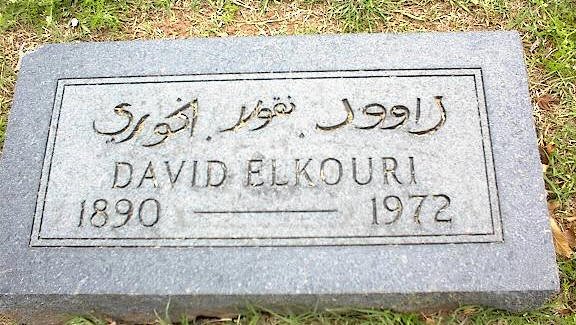 داوود . نقولا . الخوري
DAVID ELKOURI
1890 — 1972